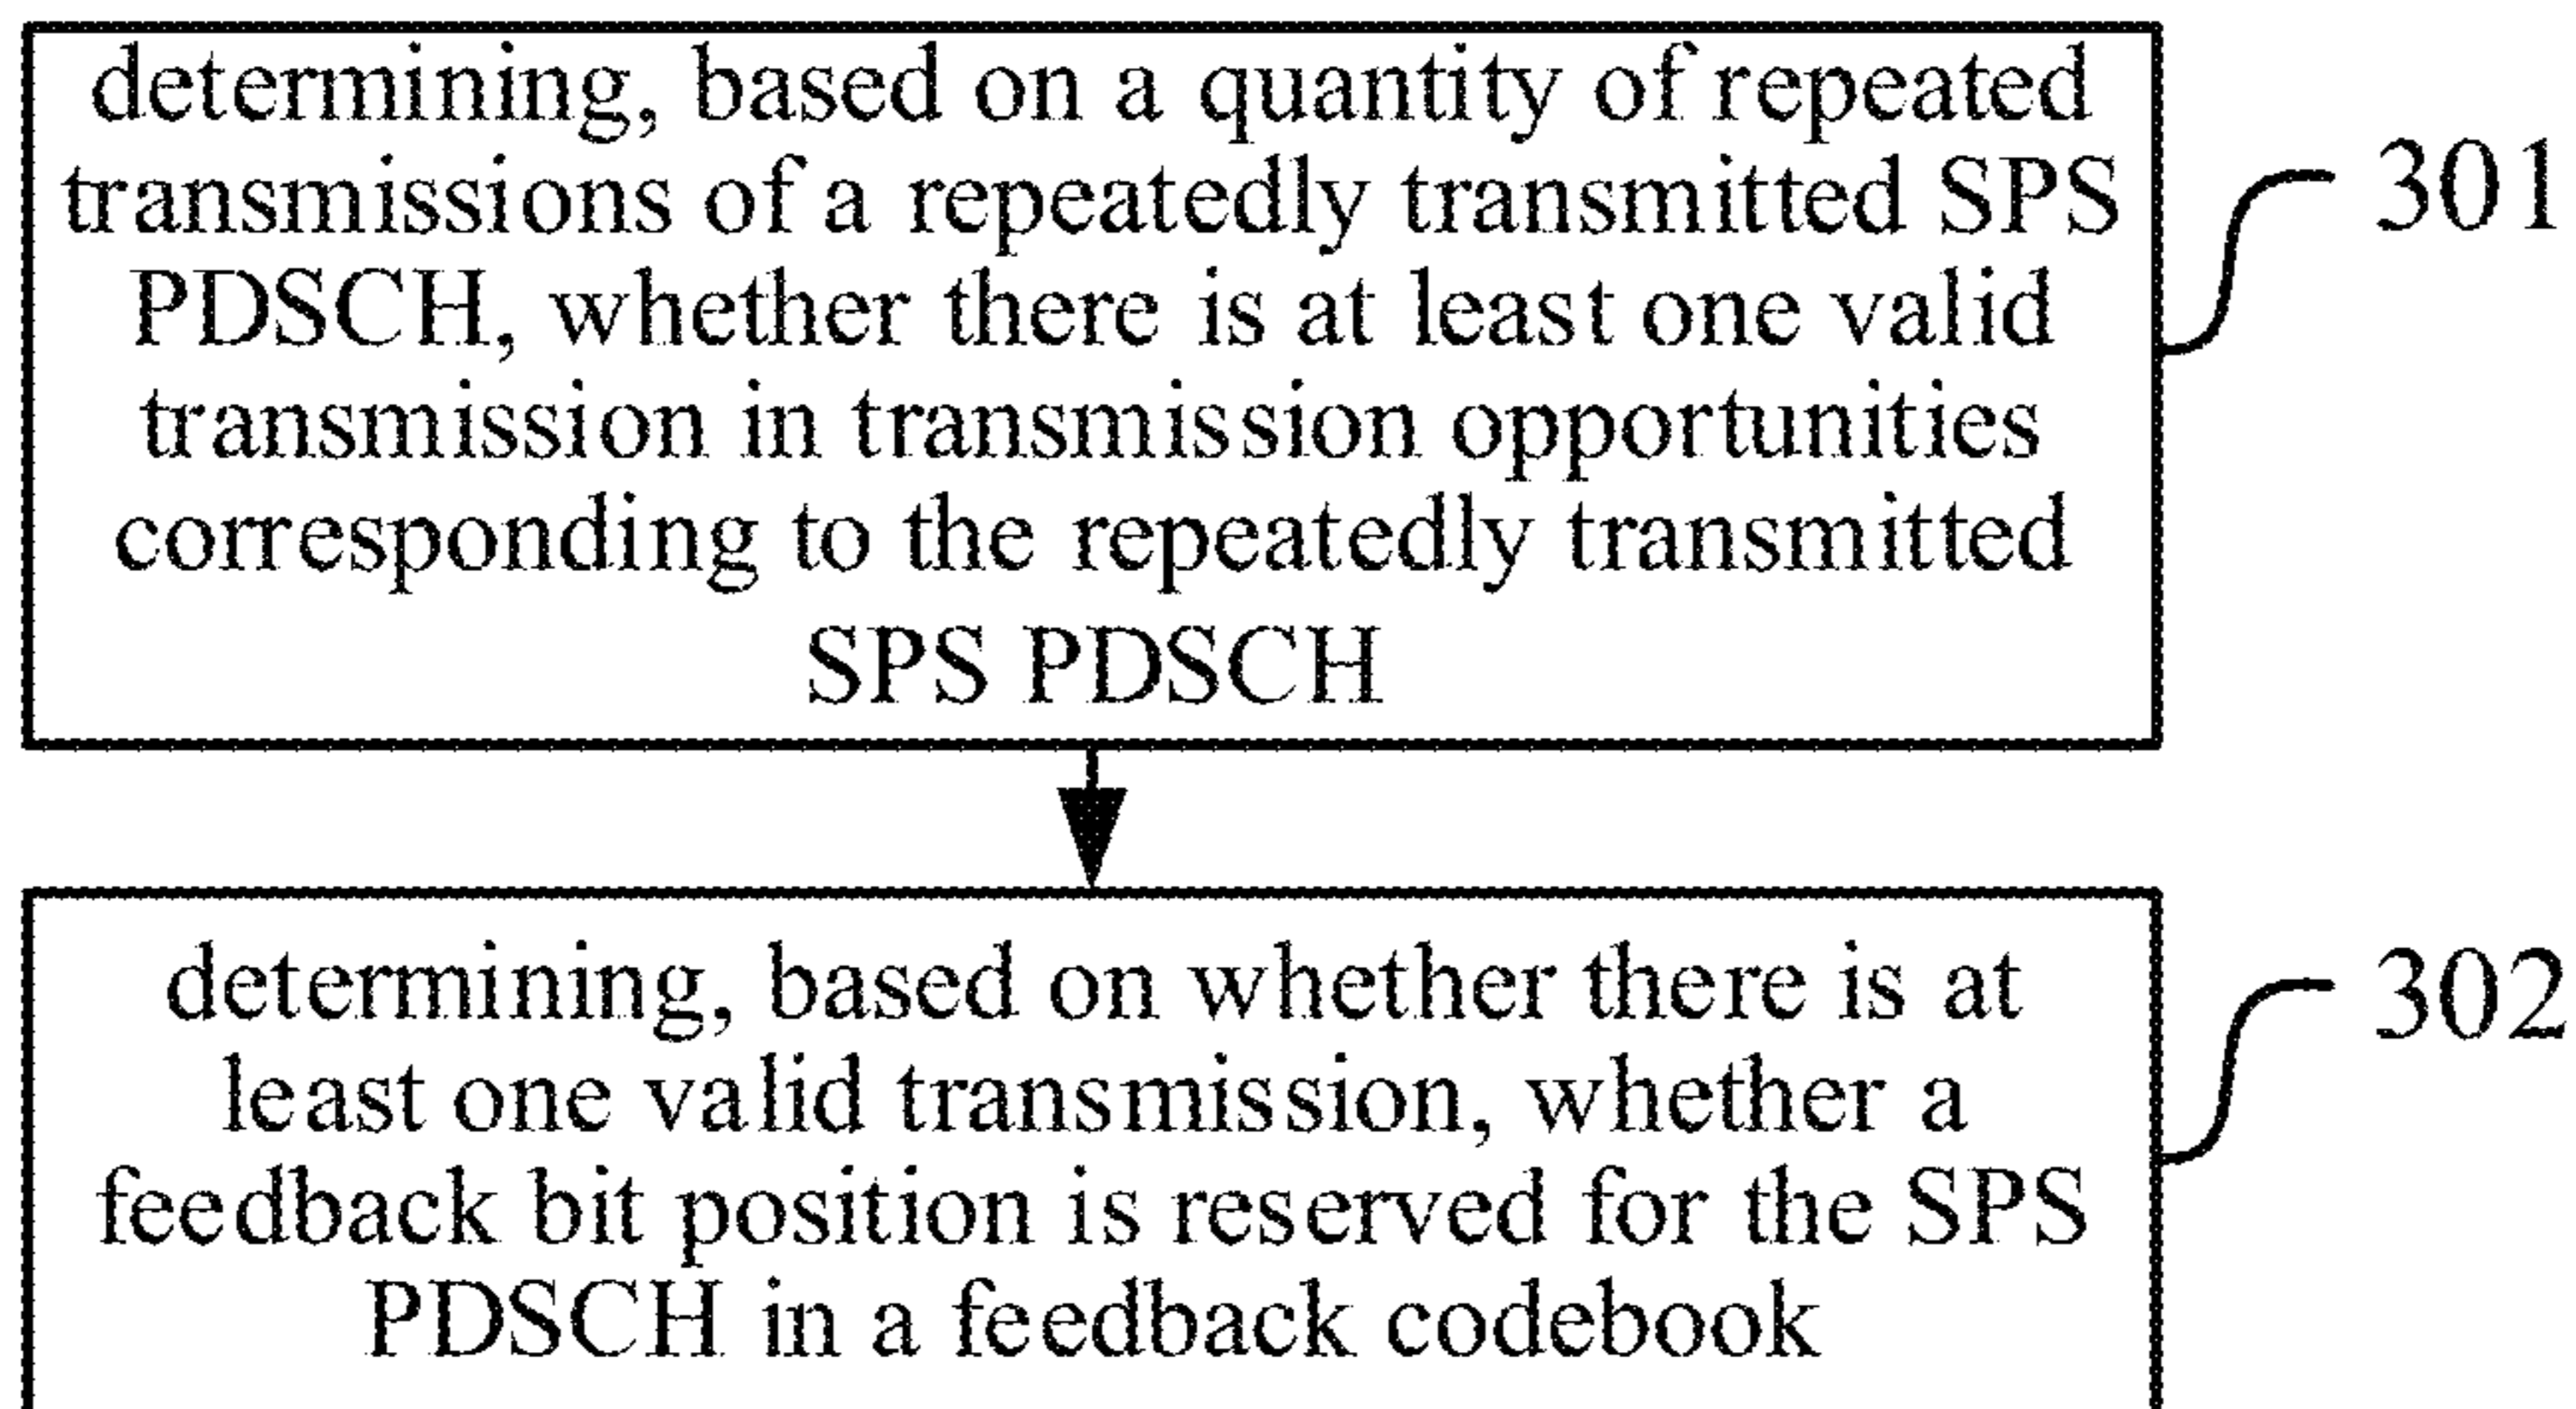 determining, based on a quantity of repeated
transmissions of a repeatedly transmitted SPS
PDSCH, whether there is at least one valid
transmission in transmission opportunities
corresponding to the repeatedly transmitted
SPS PDSCH
301
determining, based on whether there is at
least one valid transmission, whether a
feedback bit position is reserved for the SPS
PDSCH in a feedback codebook
302